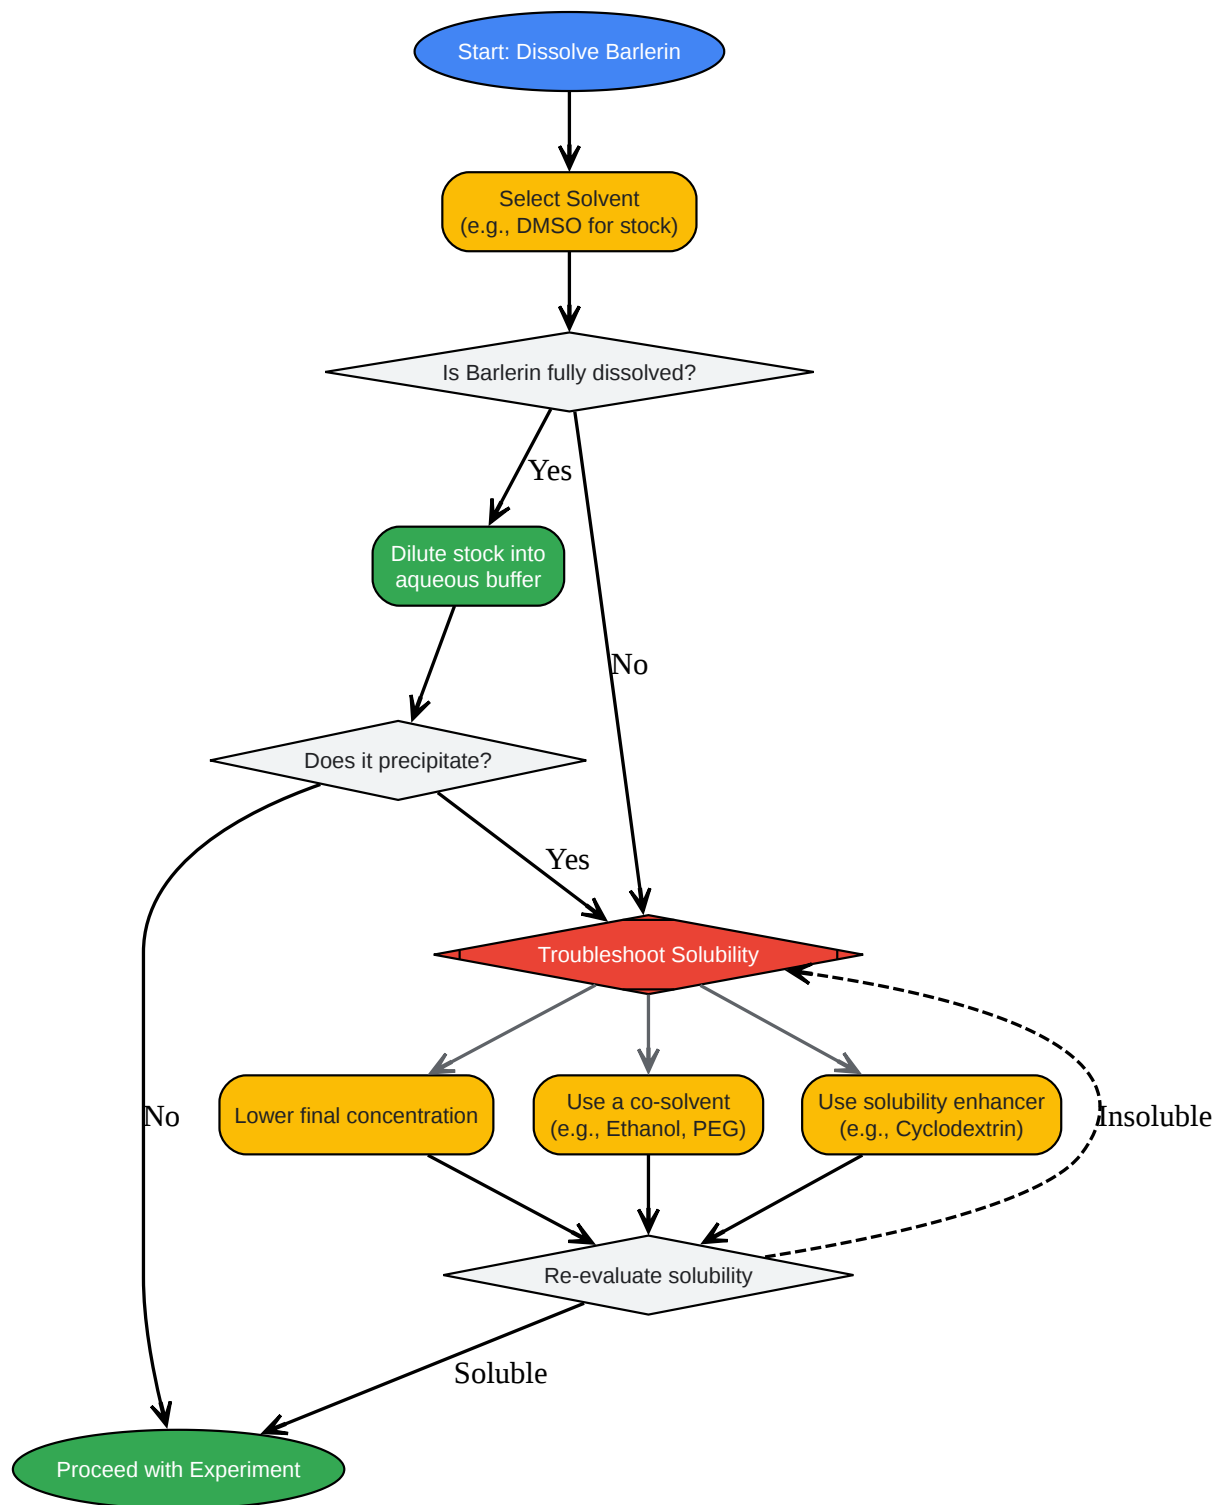 Start: Dissolve Barlerin
Select Solvent
(e.g., DMSO for stock)
Is Barlerin fully dissolved?
Yes
Dilute stock into
aqueous buffer
No
Does it precipitate?
Yes
Troubleshoot Solubility
No
Lower final concentration
Use a co-solvent
(e.g., Ethanol, PEG)
Use solubility enhancer
(e.g., Cyclodextrin)
Insoluble
Re-evaluate solubility
Soluble
Proceed with Experiment